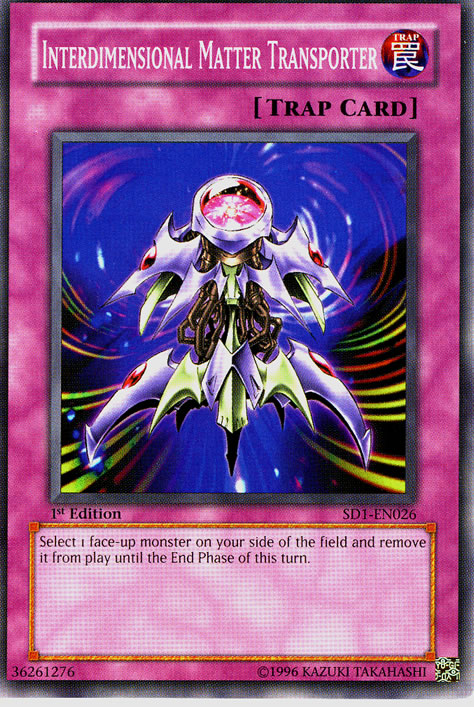 INTERDIMENSIONAL MATTER TRANSPORTER
TRAP
罠
[TRAP CARD]
1st Edition
SD1-EN026
Select 1 face-up monster on your side of the field and remove
it from play until the End Phase of this turn.
36261276
©1996 KAZUKI TAKAHASHI